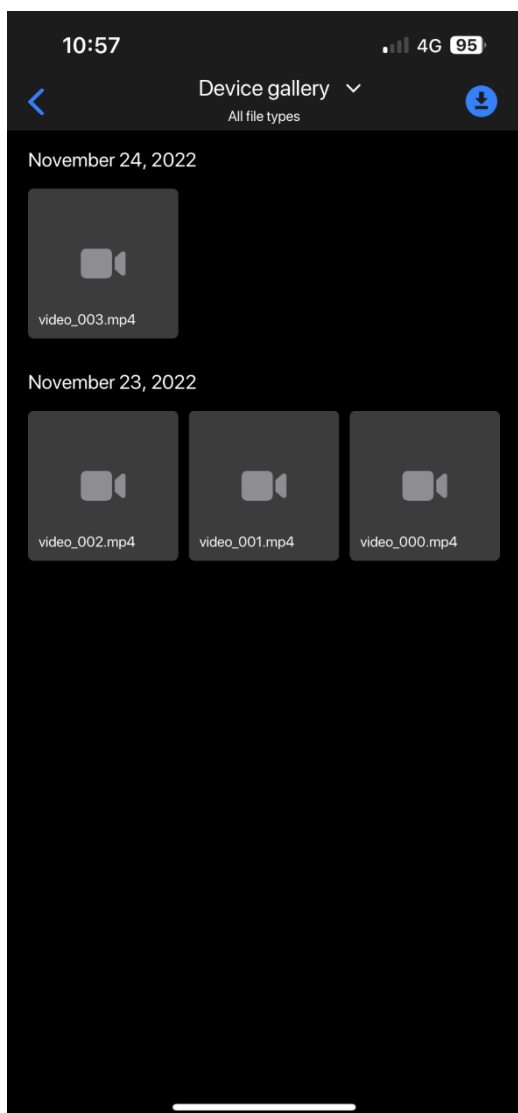 10:57 4G 95
Device gallery
All file types
November 24, 2022
video_003.mp4
November 23, 2022
video_002.mp4 video_001.mp4 video_000.mp4